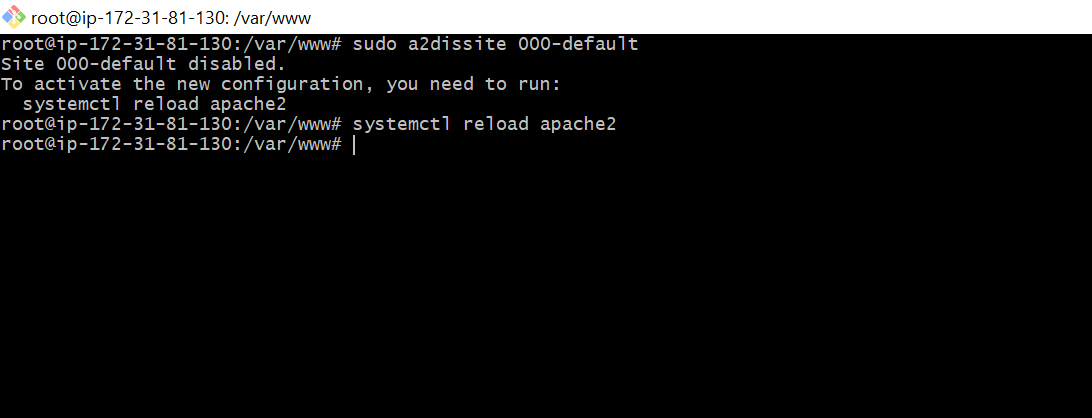 root@ip-172-31-81-130: /var/www
root@ip-172-31-81-130:/var/www# sudo a2dissite 000-default
Site 000-default disabled.
To activate the new configuration, you need to run:
  systemctl reload apache2
root@ip-172-31-81-130:/var/www# systemctl reload apache2
root@ip-172-31-81-130:/var/www#